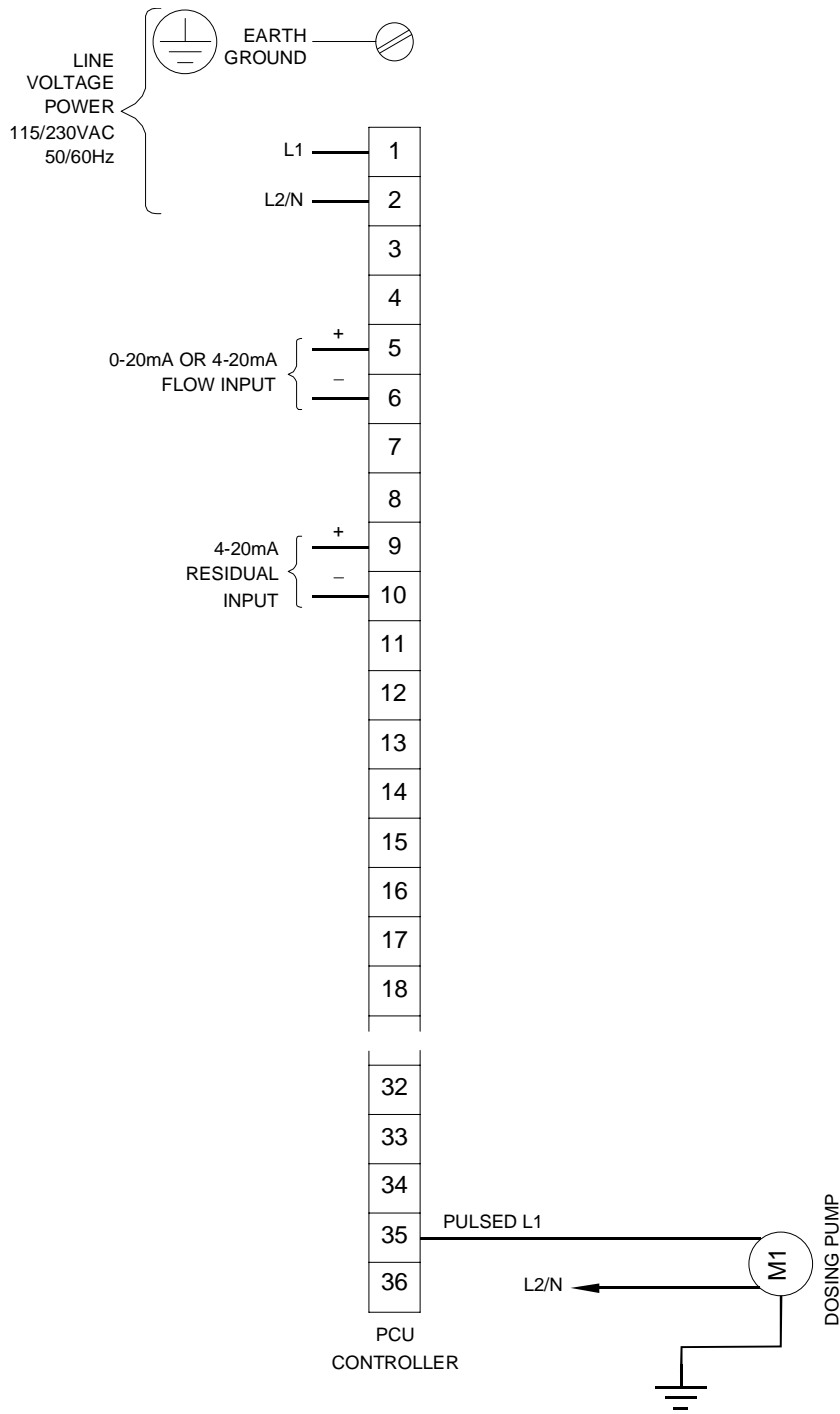 EARTH
GROUND
LINE
VOLTAGE
POWER
115/230VAC
50/60Hz
L1
1
L2/N
2
3
4
0-20mA OR 4-20mA
FLOW INPUT
+
5
–
6
7
8
4-20mA
RESIDUAL
INPUT
+
9
–
10
11
12
13
14
15
16
17
18
32
33
34
35
PULSED L1
36
L2/N
M1
DOSING PUMP
PCU
CONTROLLER